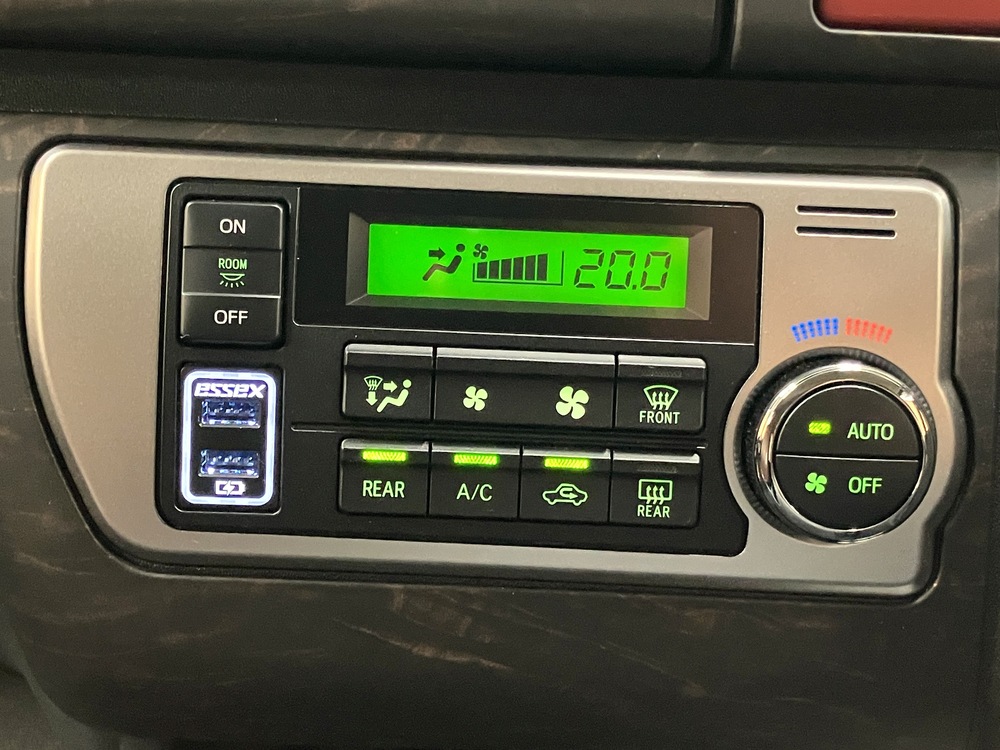 ON
ROOM
OFF
20.0
essex
FRONT
REAR
A/C
REAR
AUTO
OFF